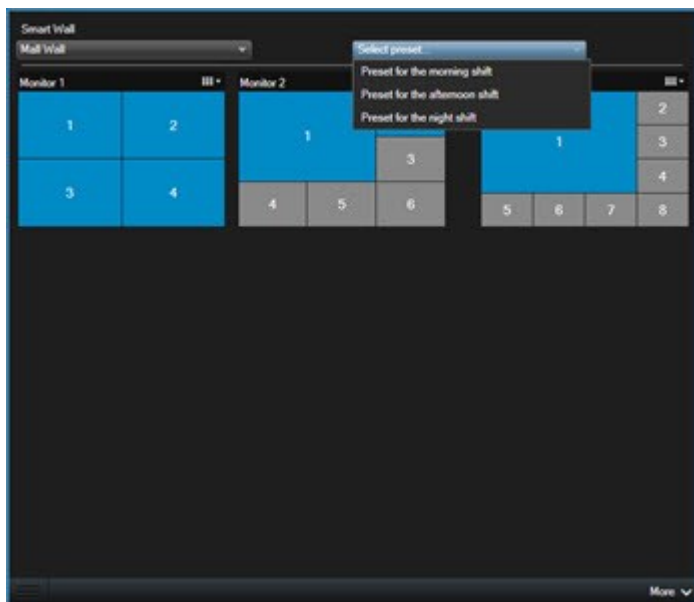 Smart Wall
Mall Wall
Select preset...
Preset for the morning shift
Preset for the afternoon shift
Preset for the night shift
Monitor 1
Monitor 2
1 2
3 4
1
3
4 5 6
1
2
3
4
5 6 7 8
More